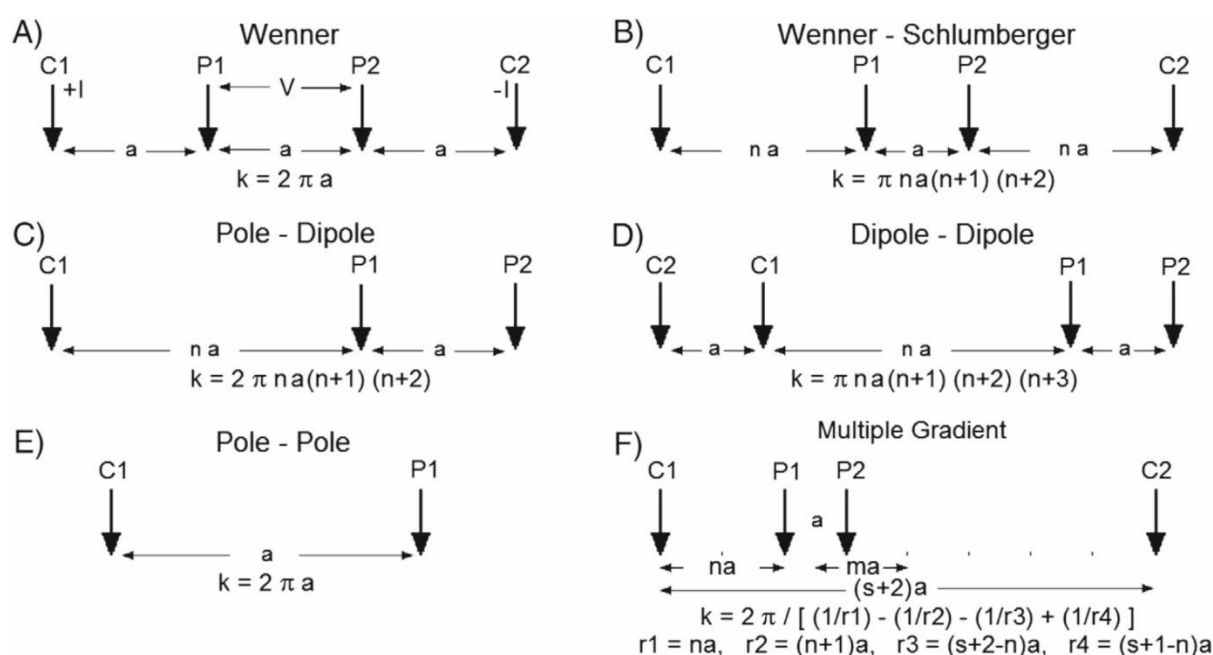 A) Wenner
C1 P1 P2 C2
+I V -I
a a a
k = 2 π a
B) Wenner - Schlumberger
C1 P1 P2 C2
n a a n a
k = π na(n+1) (n+2)
C) Pole - Dipole
C1 P1 P2
n a a
k = 2 π na(n+1) (n+2)
D) Dipole - Dipole
C2 C1 P1 P2
a n a a
k = π na(n+1) (n+2) (n+3)
E) Pole - Pole
C1 P1
a
k = 2 π a
F) Multiple Gradient
C1 P1 P2 C2
a
na ma
(s+2)a
k = 2 π / [ (1/r1) - (1/r2) - (1/r3) + (1/r4) ]
r1 = na, r2 = (n+1)a, r3 = (s+2-n)a, r4 = (s+1-n)a